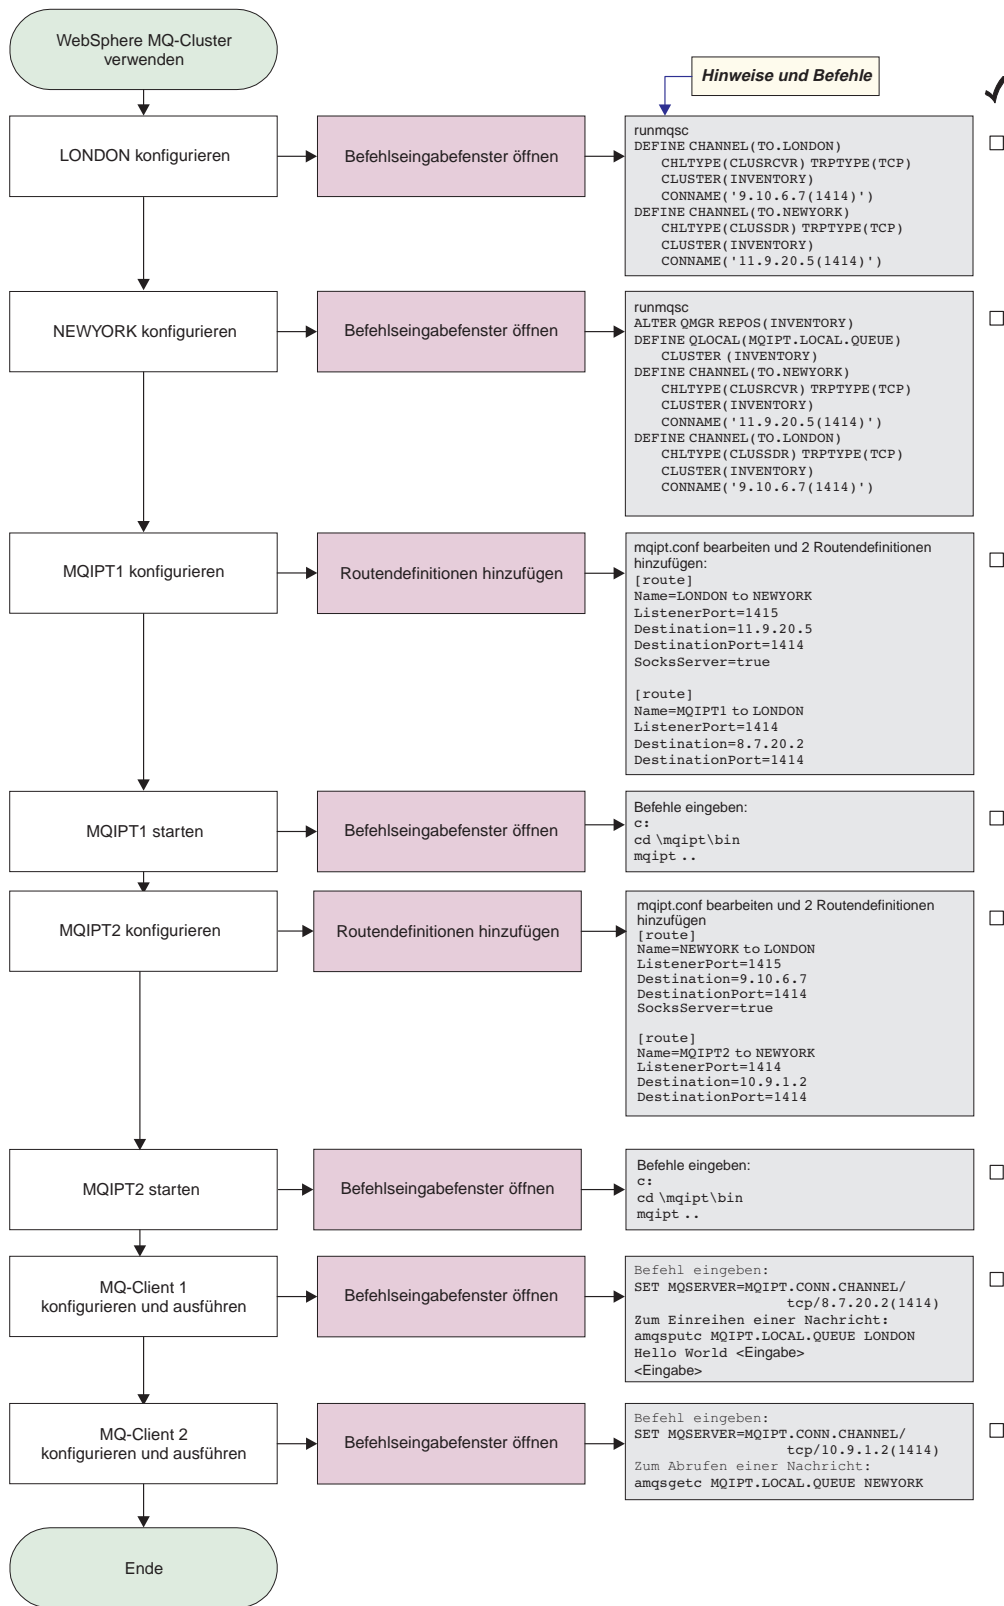 WebSphere MQ-Cluster
verwenden
Hinweise und Befehle
LONDON konfigurieren
Befehlseingabefenster öffnen
runmqsc
DEFINE CHANNEL(TO.LONDON)
CHLTYPE(CLUSRCVR) TRPTYPE(TCP)
CLUSTER(INVENTORY)
CONNAME('9.10.6.7(1414)')
DEFINE CHANNEL(TO.NEWYORK)
CHLTYPE(CLUSSDR) TRPTYPE(TCP)
CLUSTER(INVENTORY)
CONNAME('11.9.20.5(1414)')
NEWYORK konfigurieren
Befehlseingabefenster öffnen
runmqsc
ALTER QMGR REPOS(INVENTORY)
DEFINE QLOCAL(MQIPT.LOCAL.QUEUE)
CLUSTER (INVENTORY)
DEFINE CHANNEL(TO.NEWYORK)
CHLTYPE(CLUSRCVR) TRPTYPE(TCP)
CLUSTER(INVENTORY)
CONNAME('11.9.20.5(1414)')
DEFINE CHANNEL(TO.LONDON)
CHLTYPE(CLUSSDR) TRPTYPE(TCP)
CLUSTER(INVENTORY)
CONNAME('9.10.6.7(1414)')
MQIPT1 konfigurieren
Routendefinitionen hinzufügen
mqipt.conf bearbeiten und 2 Routendefinitionen
hinzufügen:
[route]
Name=LONDON to NEWYORK
ListenerPort=1415
Destination=11.9.20.5
DestinationPort=1414
SocksServer=true
[route]
Name=MQIPT1 to LONDON
ListenerPort=1414
Destination=8.7.20.2
DestinationPort=1414
MQIPT1 starten
Befehlseingabefenster öffnen
Befehle eingeben:
c:
cd \mqipt\bin
mqipt ..
MQIPT2 konfigurieren
Routendefinitionen hinzufügen
mqipt.conf bearbeiten und 2 Routendefinitionen
hinzufügen
[route]
Name=NEWYORK to LONDON
ListenerPort=1415
Destination=9.10.6.7
DestinationPort=1414
SocksServer=true
[route]
Name=MQIPT2 to NEWYORK
ListenerPort=1414
Destination=10.9.1.2
DestinationPort=1414
MQIPT2 starten
Befehlseingabefenster öffnen
Befehle eingeben:
c:
cd \mqipt\bin
mqipt ..
MQ-Client 1
konfigurieren und ausführen
Befehlseingabefenster öffnen
Befehl eingeben:
SET MQSERVER=MQIPT.CONN.CHANNEL/
tcp/8.7.20.2(1414)
Zum Einreihen einer Nachricht:
amqsputc MQIPT.LOCAL.QUEUE LONDON
Hello World <Eingabe>
<Eingabe>
MQ-Client 2
konfigurieren und ausführen
Befehlseingabefenster öffnen
Befehl eingeben:
SET MQSERVER=MQIPT.CONN.CHANNEL/
tcp/10.9.1.2(1414)
Zum Abrufen einer Nachricht:
amqsgetc MQIPT.LOCAL.QUEUE NEWYORK
Ende